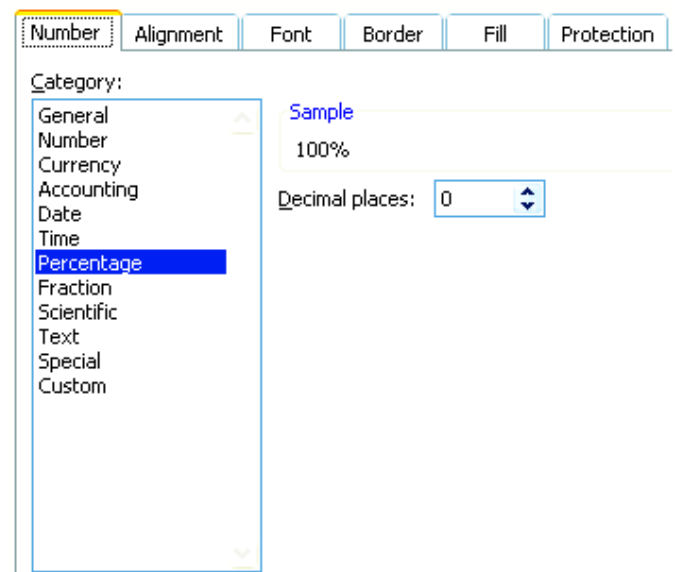 Number Alignment Font Border Fill Protection
Category:
General
Number
Currency
Accounting
Date
Time
Percentage
Fraction
Scientific
Text
Special
Custom
Sample
100%
Decimal places: 0